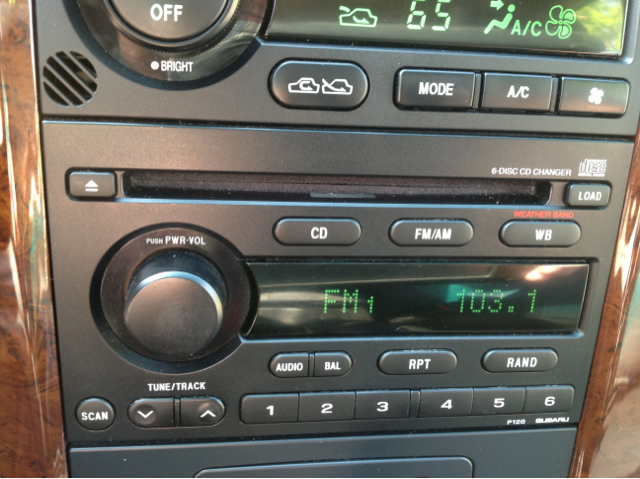 OFF
65
A/C
BRIGHT
MODE
A/C
6-DISC CD CHANGER
LOAD
WEATHER BAND
CD
FM/AM
WB
PUSH PWR-VOL
FM1 103.1
AUDIO
BAL
RPT
RAND
TUNE/TRACK
SCAN
1 2 3 4 5 6
P129 SUBARU